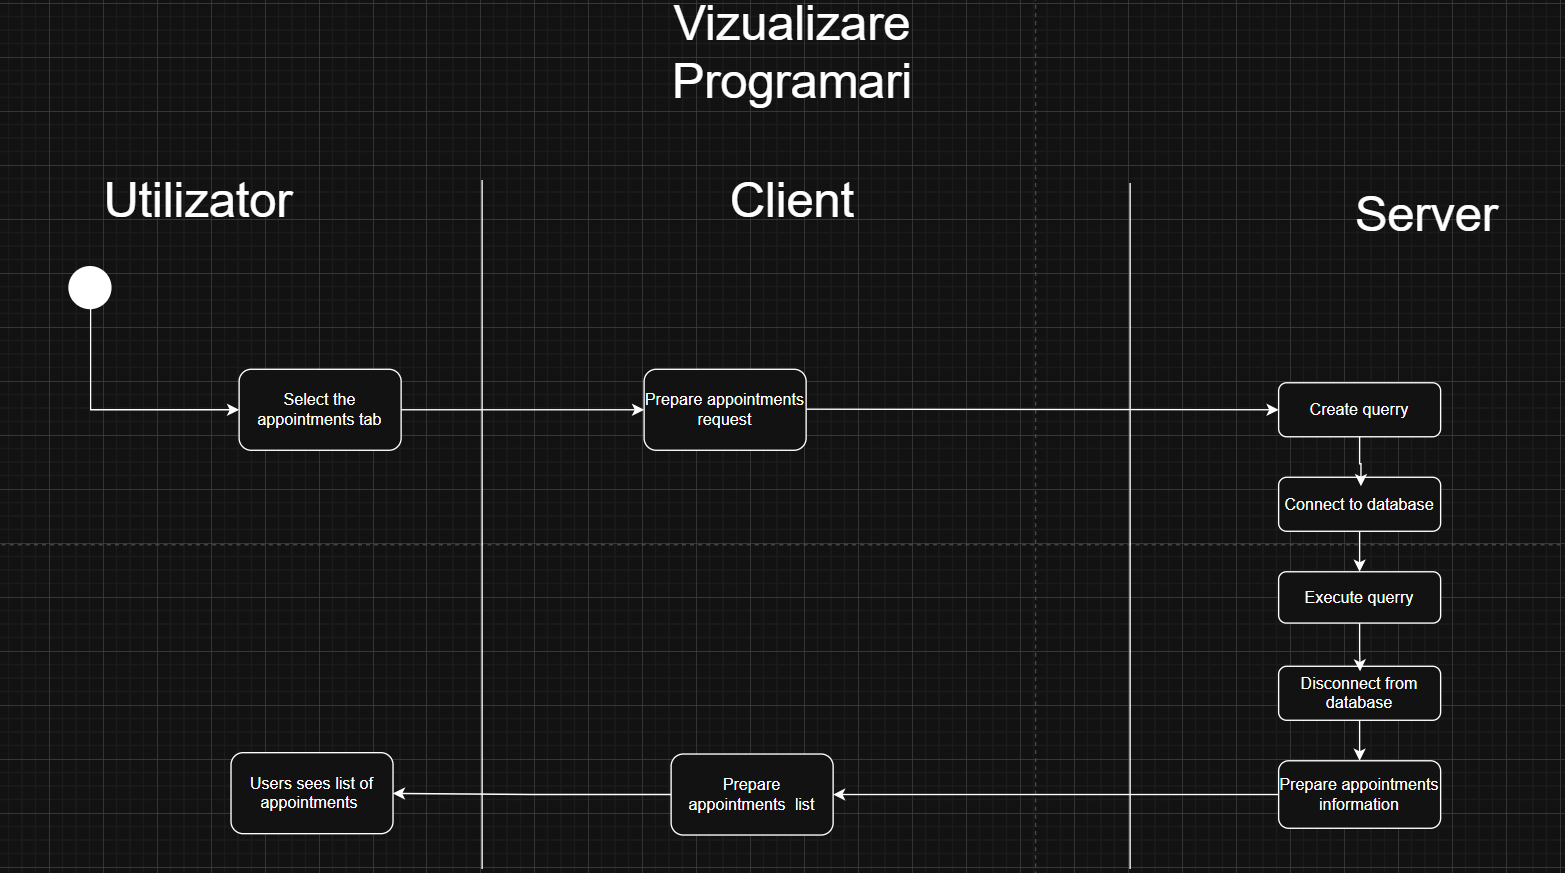 Vizualizare
Programari
Utilizator
Client
Server
Select the
appointments tab
Prepare appointments
request
Create querry
Connect to database
Execute querry
Disconnect from
database
Prepare appointments
information
Prepare
appointments  list
Users sees list of
appointments